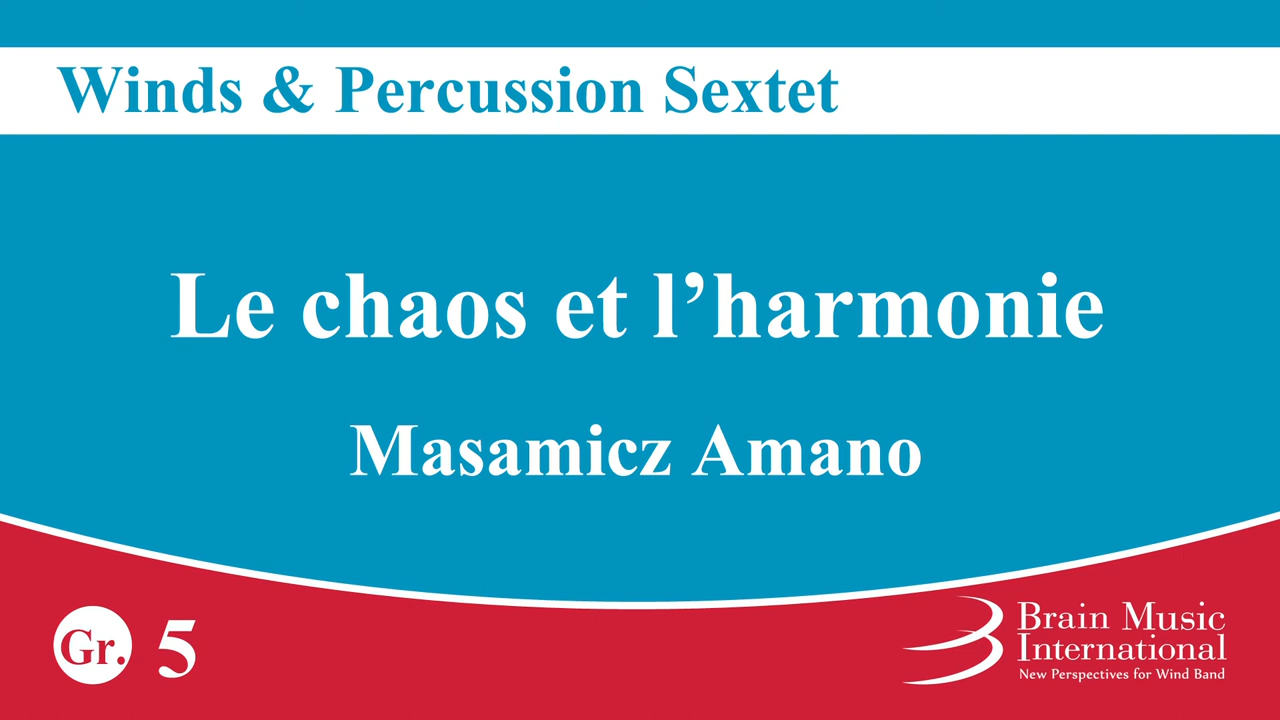 Winds & Percussion Sextet
Le chaos et l’harmonie
Masamicz Amano
Gr. 5
Brain Music
International
New Perspectives for Wind Band